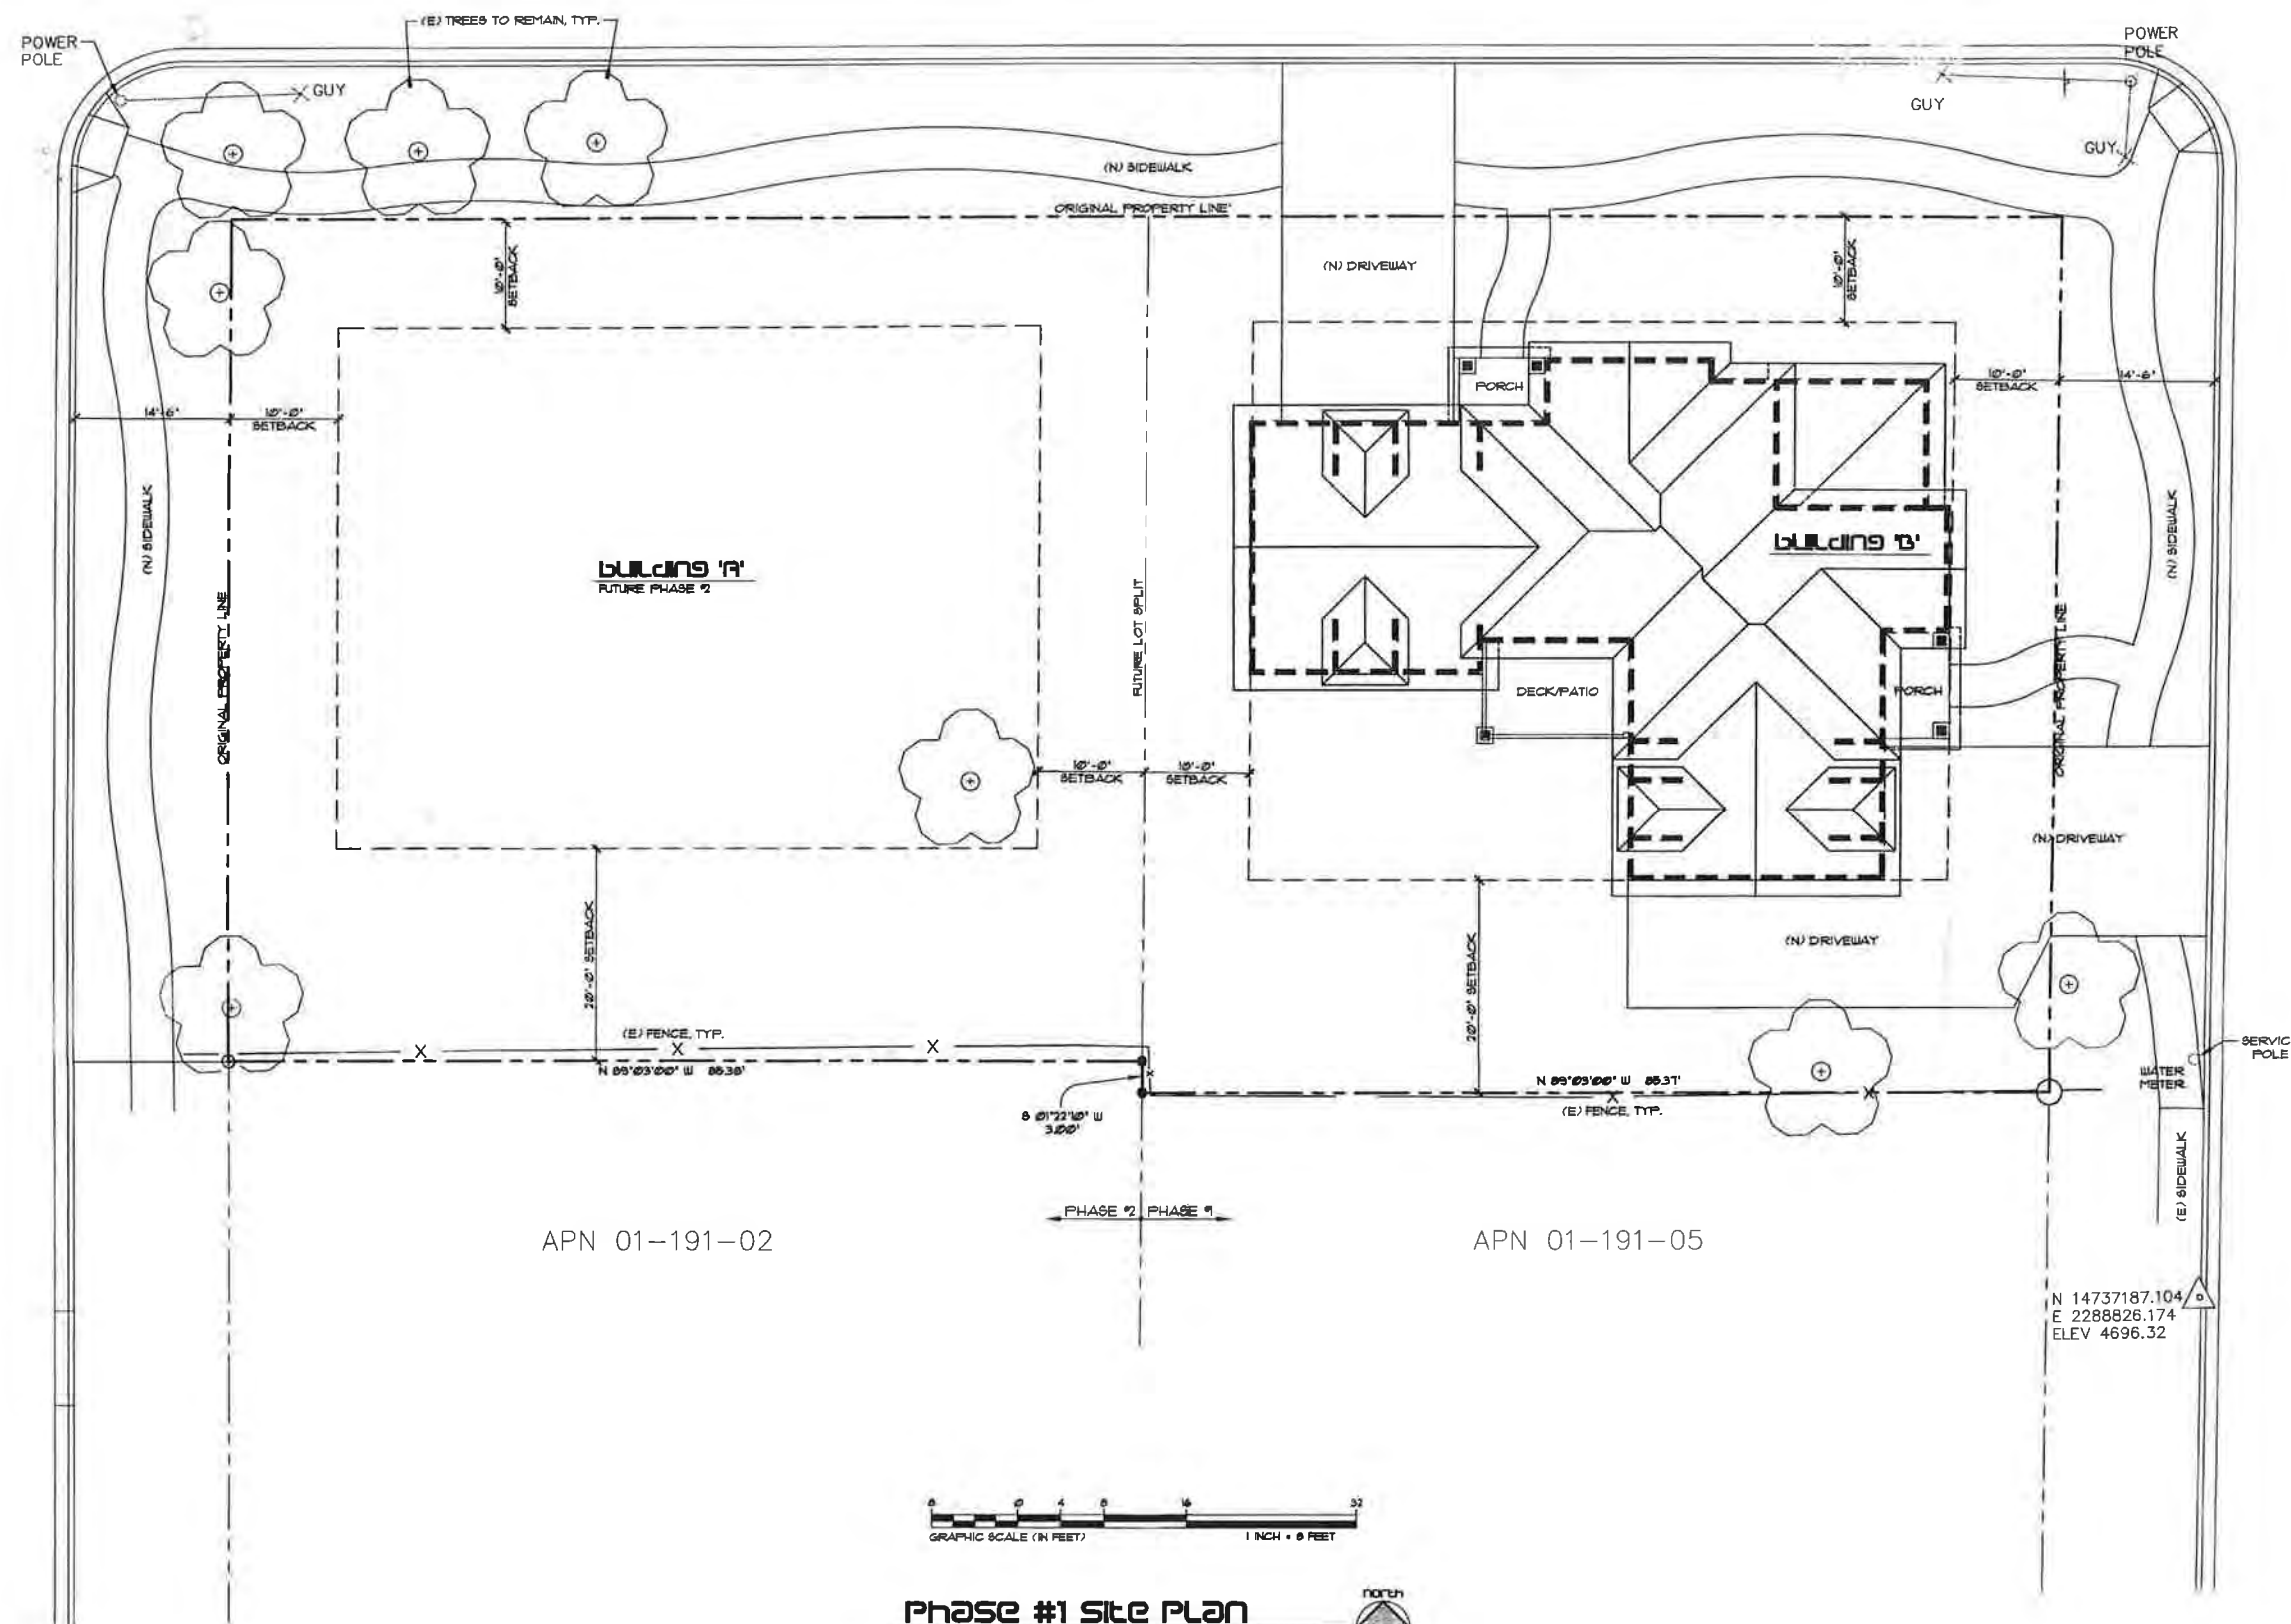 (E) TREES TO REMAIN, TYP.
POWER
POLE
GUY
POWER
POLE
GUY
GUY
(N) SIDEWALK
ORIGINAL PROPERTY LINE
10'-0"
SETBACK
(N) DRIVEWAY
10'-0"
SETBACK
PORCH
14'-6"
10'-0"
SETBACK
10'-0"
SETBACK
14'-6"
(N) SIDEWALK
ORIGINAL PROPERTY LINE
building 'A'
FUTURE PHASE #2
FUTURE LOT SPLIT
building 'B'
(N) SIDEWALK
ORIGINAL PROPERTY LINE
DECK/PATIO
PORCH
10'-0"
SETBACK
10'-0"
SETBACK
(N) DRIVEWAY
20'-0" SETBACK
20'-0" SETBACK
(N) DRIVEWAY
(E) FENCE, TYP.
X X X
N 89°03'00" W
S 01°22'10" W
3.00'
X
N 89°03'00" W 85.37'
X X
(E) FENCE, TYP.
SERVIC
POLE
WATER
METER
(E) SIDEWALK
PHASE #2 PHASE #1
APN 01-191-02
APN 01-191-05
N 14737187.104
E 2288826.174
ELEV 4696.32
8 0 4 8 16 32
GRAPHIC SCALE (IN FEET) 1 INCH = 8 FEET
Phase #1 Site Plan
north